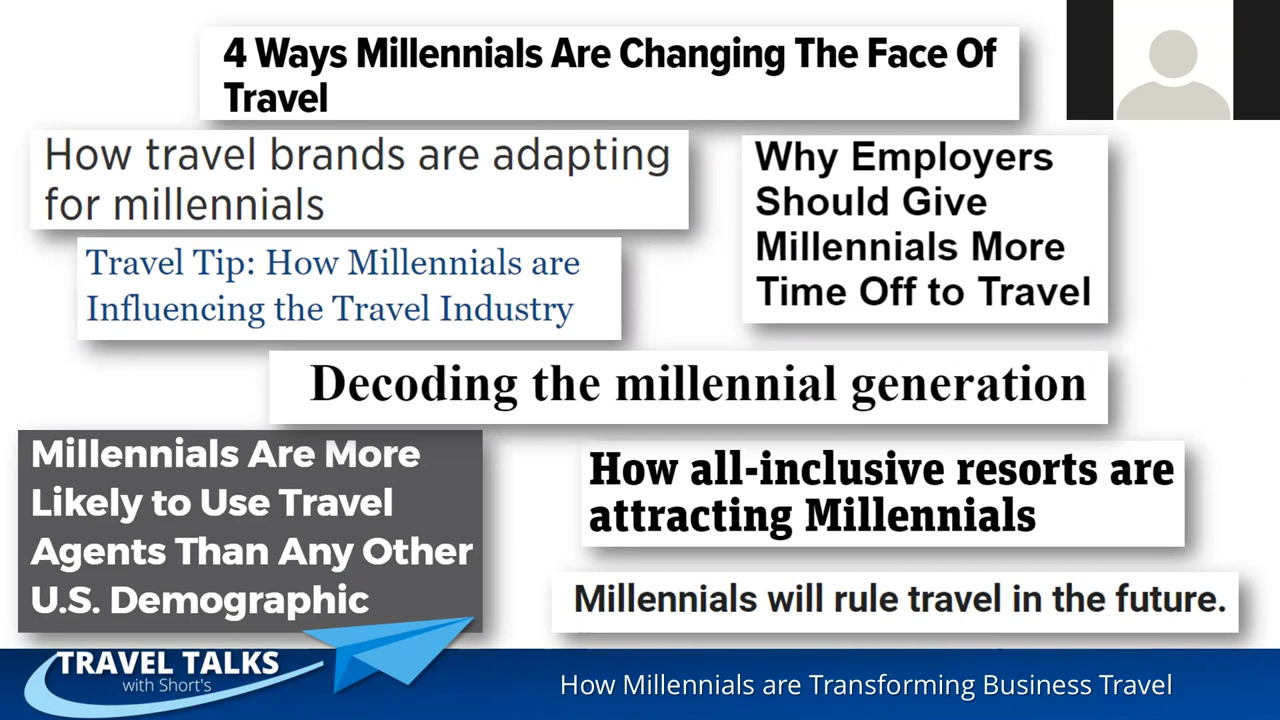 4 Ways Millennials Are Changing The Face Of
Travel
How travel brands are adapting
for millennials
Why Employers
Should Give
Millennials More
Time Off to Travel
Travel Tip: How Millennials are
Influencing the Travel Industry
Decoding the millennial generation
Millennials Are More
Likely to Use Travel
Agents Than Any Other
U.S. Demographic
How all-inclusive resorts are
attracting Millennials
Millennials will rule travel in the future.
TRAVEL TALKS
with Short's
How Millennials are Transforming Business Travel